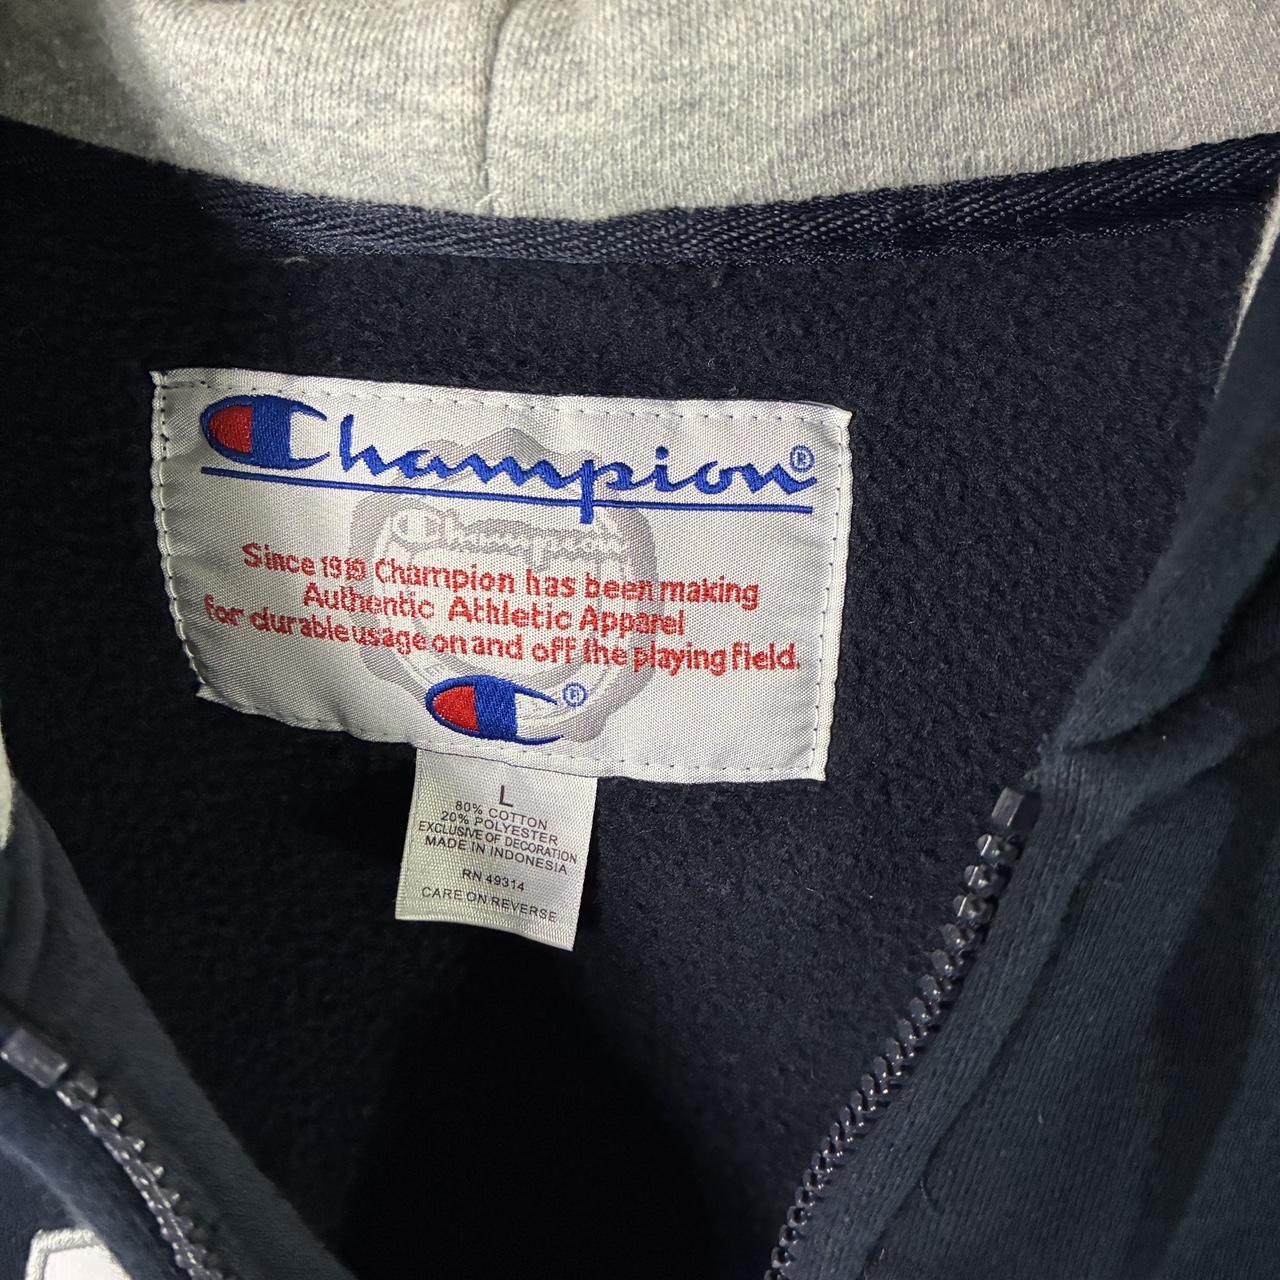 Champion®
Champion
Since 1919 Champion has been making
Authentic Athletic Apparel
for durable usage on and off the playing field.
®
L
80% COTTON
20% POLYESTER
EXCLUSIVE OF DECORATION
MADE IN INDONESIA
RN 49314
CARE ON REVERSE